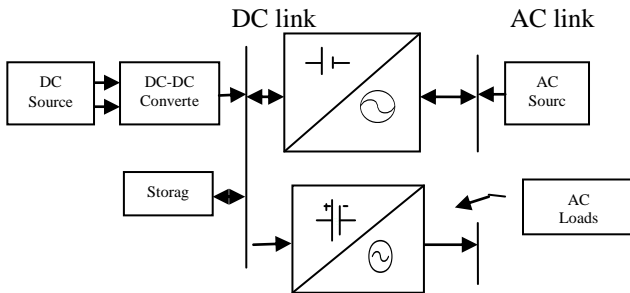 DC link
AC link
DC
Source
DC-DC
Converte
AC
Sourc
Storag
AC
Loads
+ -